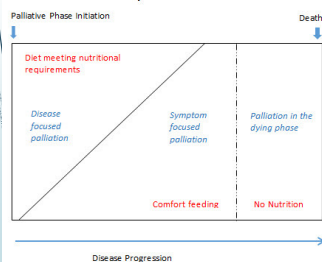 Palliative Phase Initiation
Death
Diet meeting nutritional
requirements
Disease
focused
palliation
Symptom
focused
palliation
Palliation in the
dying phase
Comfort feeding
No Nutrition
Disease Progression